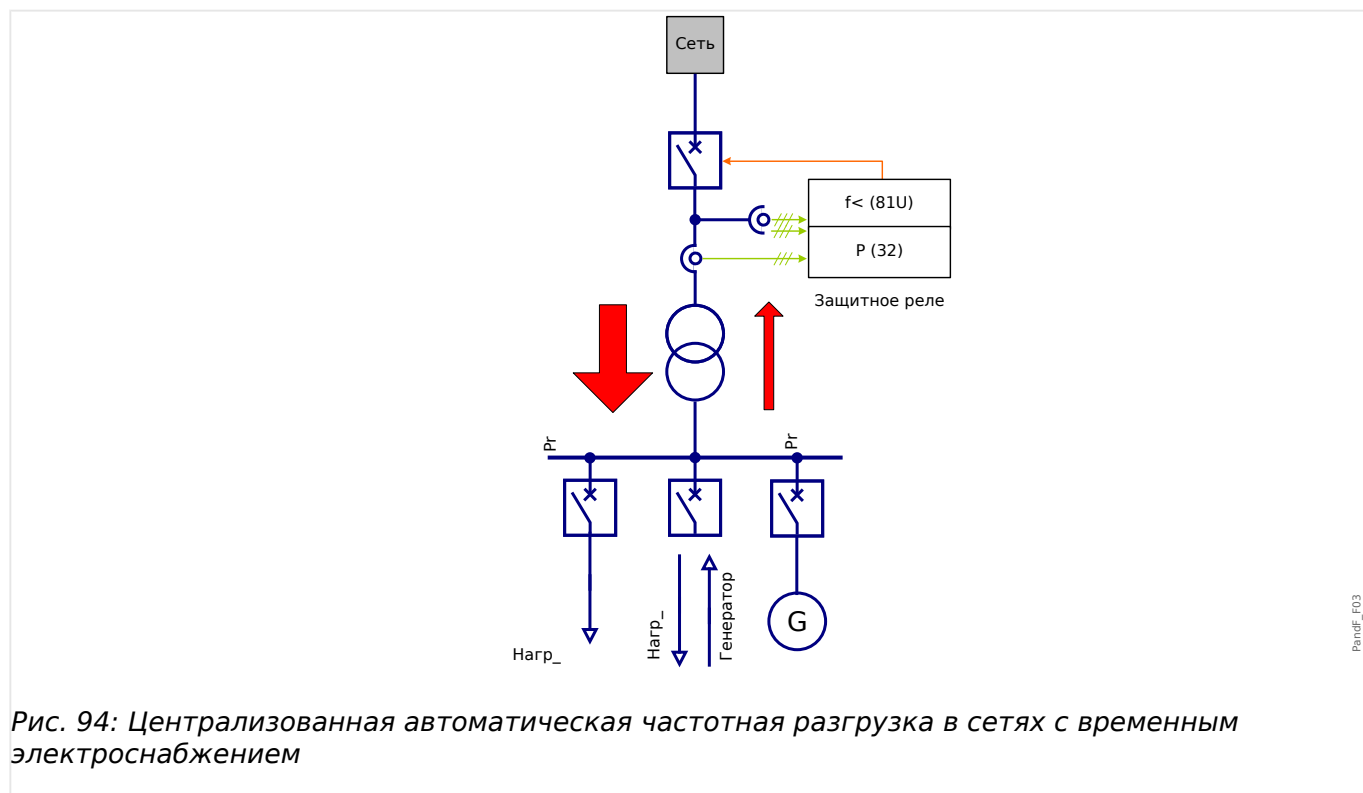 Сеть
f< (81U)
P (32)
Защитное реле
Pr
Pr
Нагр_
Нагр_
Генератор
G
PandF_F03
Рис. 94: Централизованная автоматическая частотная разгрузка в сетях с временным
электроснабжением